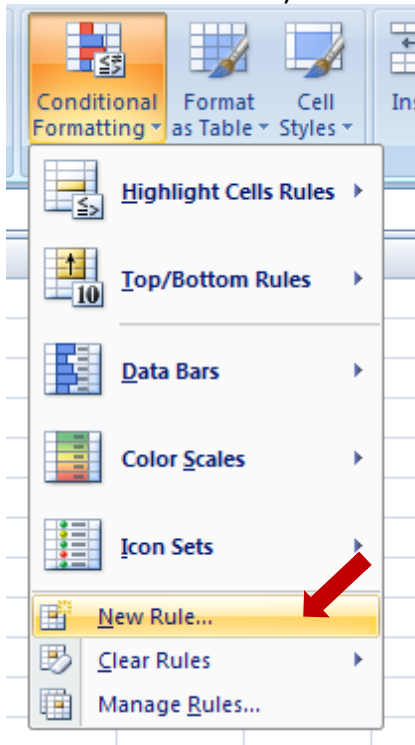 Conditional Format Cell
Formatting as Table Styles
Highlight Cells Rules
≤>
Top/Bottom Rules
10
Data Bars
Color Scales
Icon Sets
New Rule...
Clear Rules
Manage Rules...